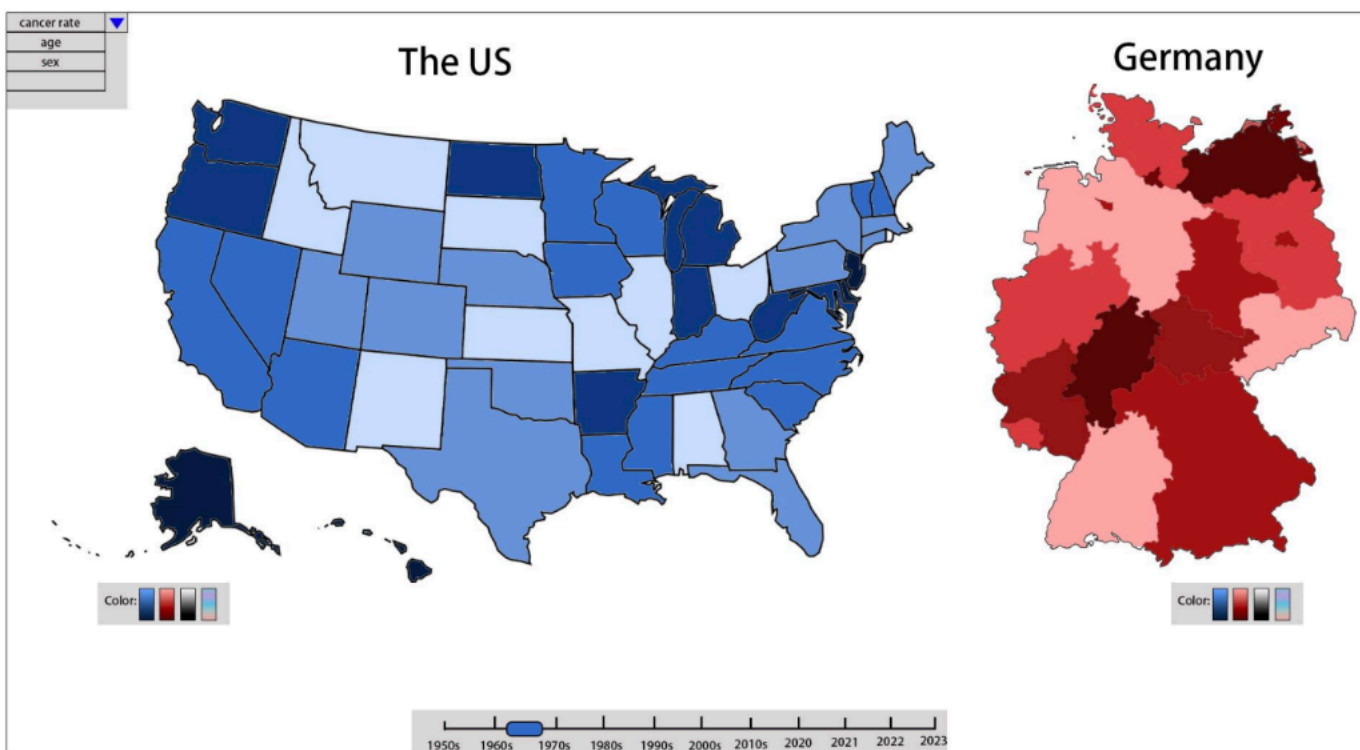 cancer rate
age
sex
The US
Germany
Color:
Color:
1950s 1960s 1970s 1980s 1990s 2000s 2010s 2020 2021 2022 2023